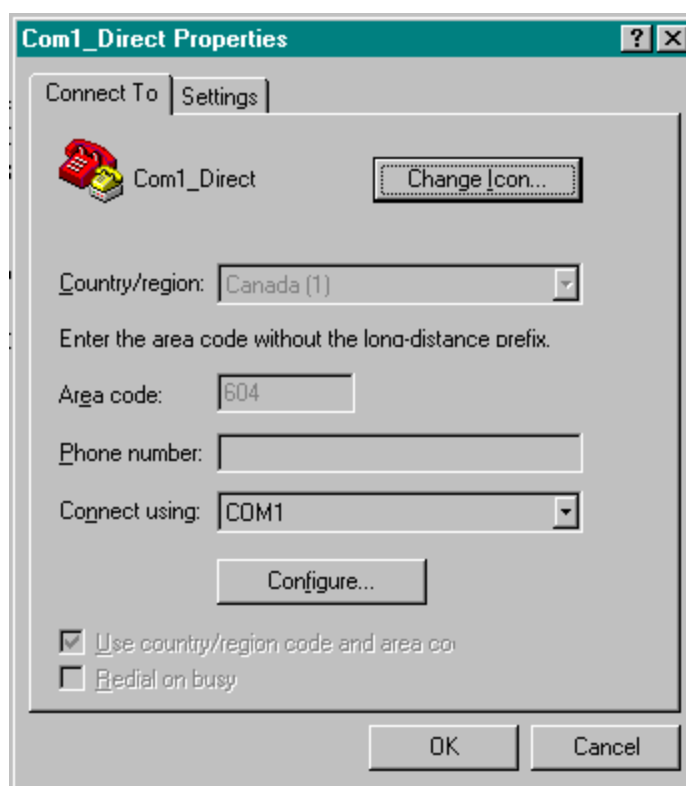 Com1_Direct Properties
Connect To Settings
Com1_Direct Change Icon...
Country/region: Canada (1)
Enter the area code without the long-distance prefix.
Area code: 604
Phone number:
Connect using: COM1
Configure...
Use country/region code and area co
Redial on busy
OK Cancel